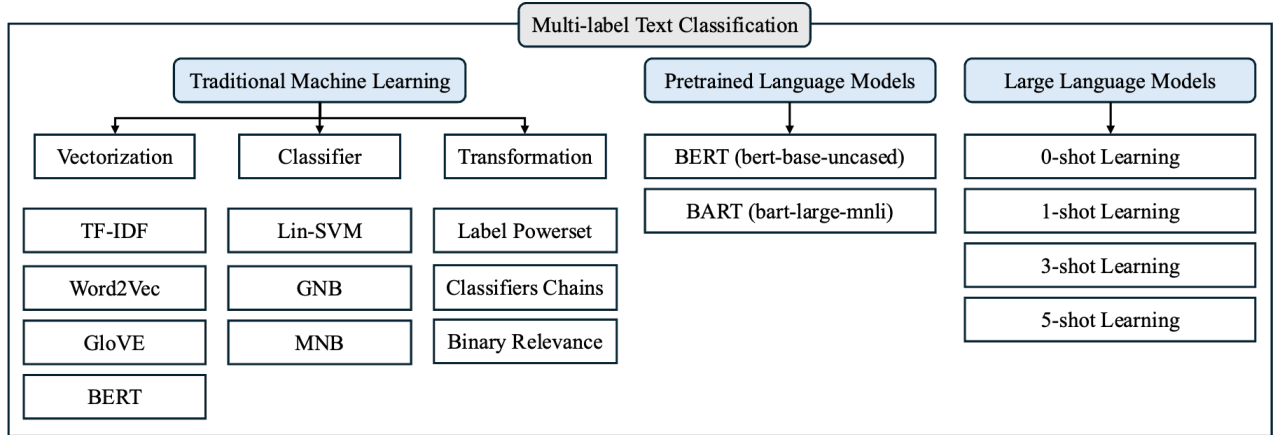 Multi-label Text Classification
Traditional Machine Learning
Vectorization
TF-IDF
Word2Vec
GloVE
BERT
Classifier
Lin-SVM
GNB
MNB
Transformation
Label Powerset
Classifiers Chains
Binary Relevance
Pretrained Language Models
BERT (bert-base-uncased)
BART (bart-large-mnli)
Large Language Models
0-shot Learning
1-shot Learning
3-shot Learning
5-shot Learning